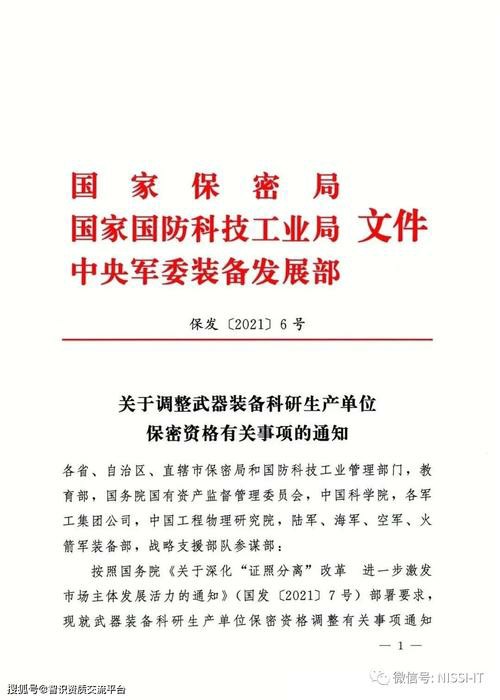 国家保密局
国家国防科技工业局 文件
中央军委装备发展部
保发〔2021〕6号
关于调整武器装备科研生产单位
保密资格有关事项的通知
各省、自治区、直辖市保密局和国防科技工业管理部门，教
育部，国务院国有资产监督管理委员会，中国科学院，各军
工集团公司，中国工程物理研究院，陆军、海军、空军、火
箭军装备部，战略支援部队参谋部：
按照国务院《关于深化“证照分离”改革 进一步激发
市场主体发展活力的通知》（国发〔2021〕7号）部署要求，
现就武器装备科研生产单位保密资格调整有关事项通知
— 1 —
搜狐号@智识资质交流平台
微信号: NISSI-IT